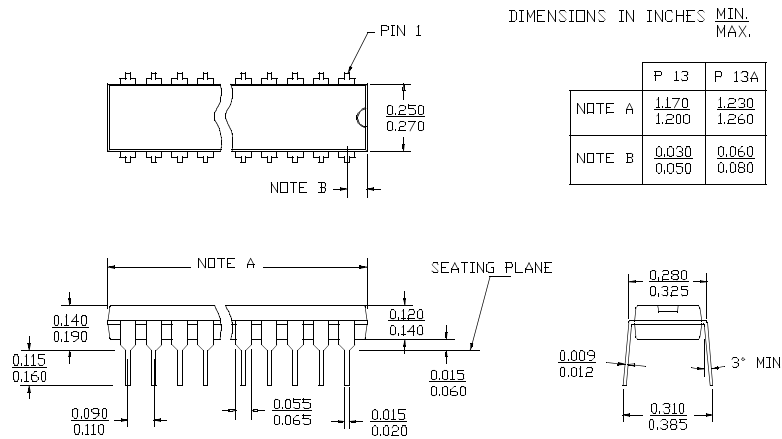 DIMENSIONS IN INCHES MIN.
MAX.
PIN 1
P 13 P 13A
NOTE A 1.170 1.230
1.200 1.260
NOTE B 0.030 0.060
0.050 0.080
0.250
0.270
NOTE B
NOTE A
SEATING PLANE
0.280
0.325
0.140
0.190
0.120
0.140
0.115
0.160
0.015
0.060
0.009
0.012
3° MIN
0.090
0.110
0.055
0.065
0.015
0.020
0.310
0.385